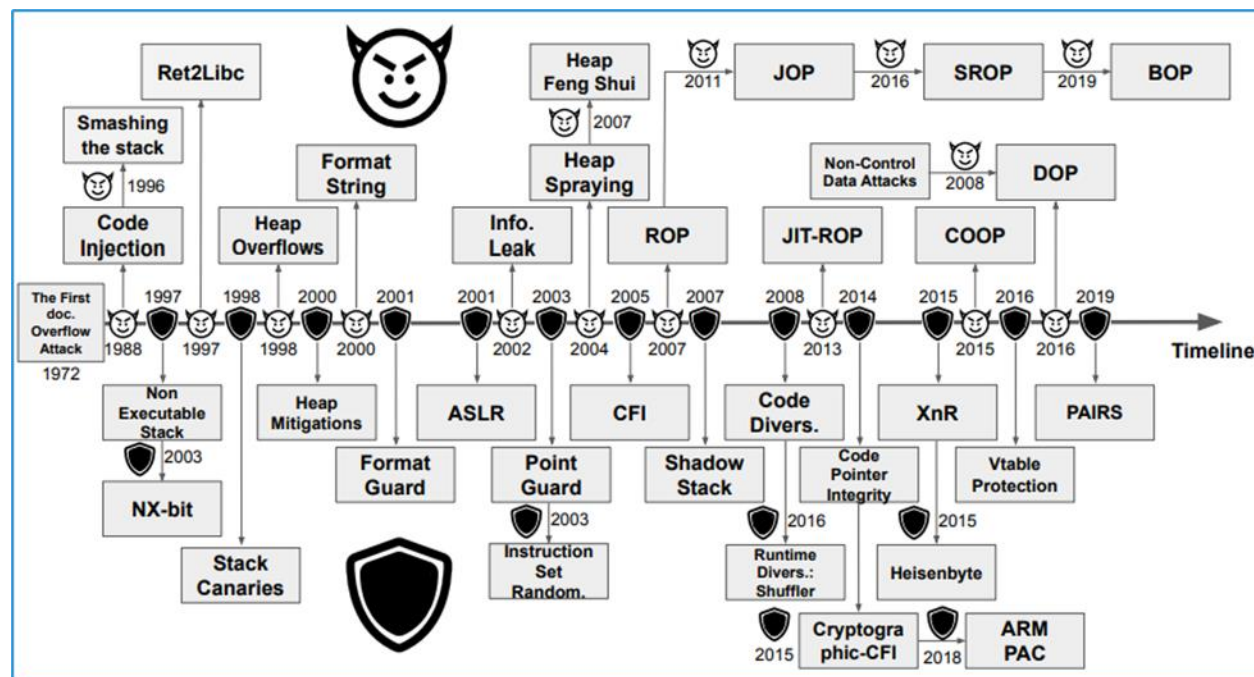 Ret2Libc
Smashing
the stack
1996
Code
Injection
Format
String
Heap
Overflows
Heap
Feng Shui
2007
Heap
Spraying
Info.
Leak
ROP
2011
JOP
2016
SROP
2019
BOP
Non-Control
Data Attacks
2008
DOP
JIT-ROP
COOP
The First
doc.
Overflow
Attack
1972
1988
1997
1997
1998
1998
2000
2000
2001
2001
2002
2003
2004
2005
2007
2007
2008
2013
2014
2015
2015
2016
2016
2019
Timeline
Non
Executable
Stack
2003
NX-bit
Stack
Canaries
Heap
Mitigations
Format
Guard
ASLR
Point
Guard
2003
Instruction
Set
Random.
CFI
Shadow
Stack
Code
Divers.
2016
Runtime
Divers.:
Shuffler
Code
Pointer
Integrity
2015
Cryptogra
phic-CFI
2018
ARM
PAC
XnR
2015
Heisenbyte
Vtable
Protection
PAIRS